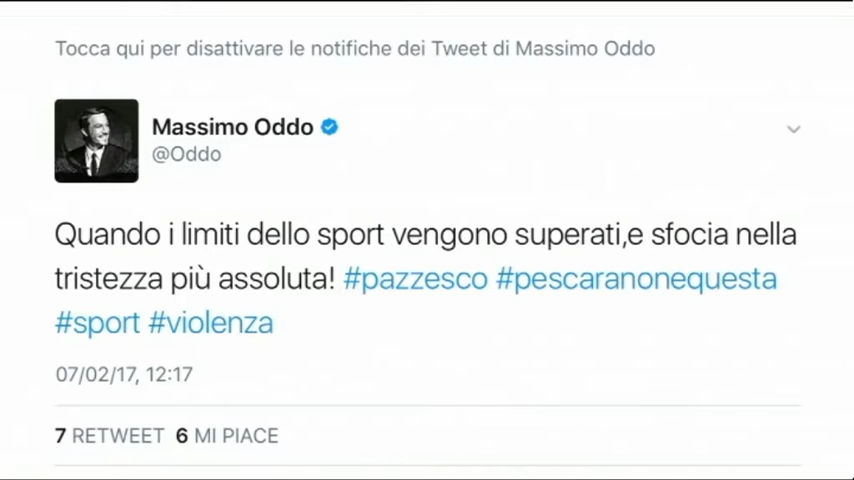 Tocca qui per disattivare le notifiche dei Tweet di Massimo Oddo
Massimo Oddo
@Oddo
Quando i limiti dello sport vengono superati,e sfocia nella
tristezza più assoluta! #pazzesco #pescaranonequesta
#sport #violenza
07/02/17, 12:17
7 RETWEET 6 MI PIACE